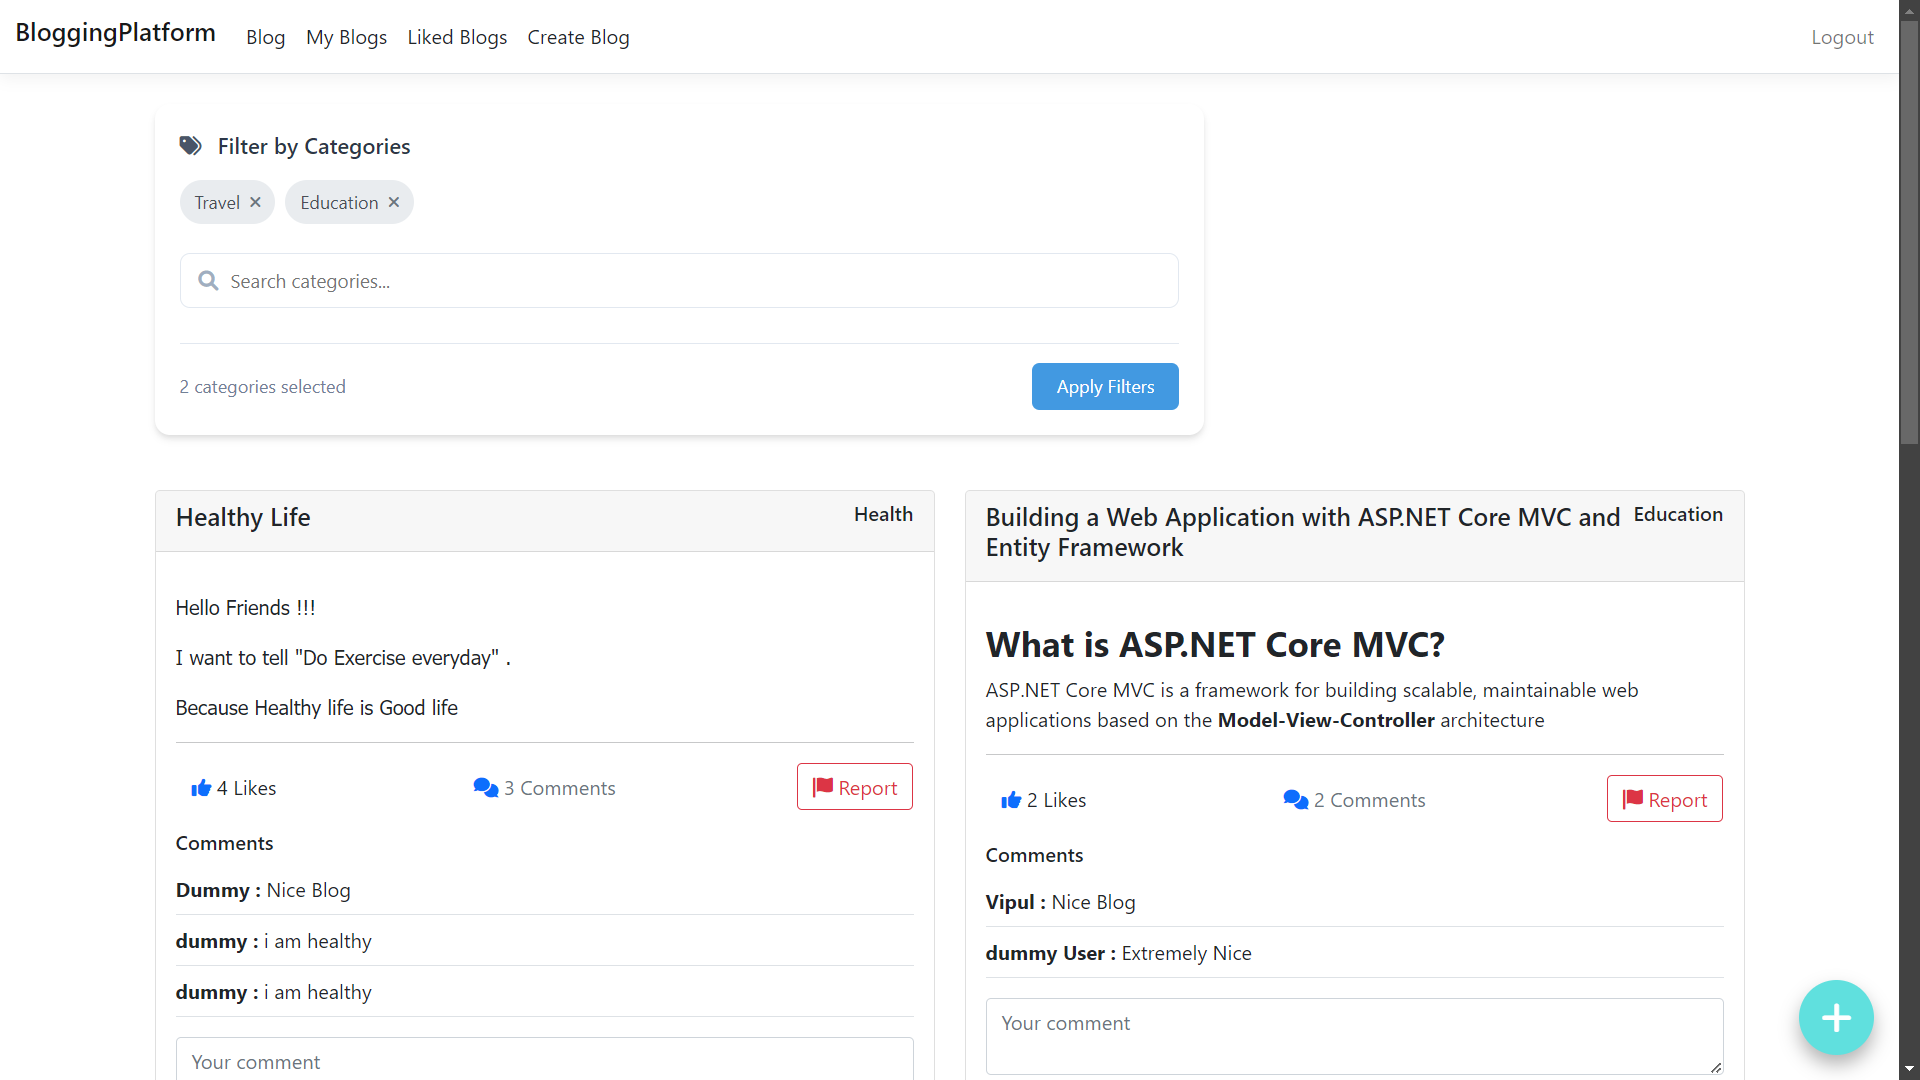 BloggingPlatform Blog My Blogs Liked Blogs Create Blog Logout
Filter by Categories
Travel Education
Search categories...
2 categories selected Apply Filters
Healthy Life Health
Hello Friends !!!
I want to tell "Do Exercise everyday" .
Because Healthy life is Good life
4 Likes 3 Comments Report
Comments
Dummy : Nice Blog
dummy : i am healthy
dummy : i am healthy
Your comment
Building a Web Application with ASP.NET Core MVC and Education
Entity Framework
What is ASP.NET Core MVC?
ASP.NET Core MVC is a framework for building scalable, maintainable web
applications based on the Model-View-Controller architecture
2 Likes 2 Comments Report
Comments
Vipul : Nice Blog
dummy User : Extremely Nice
Your comment